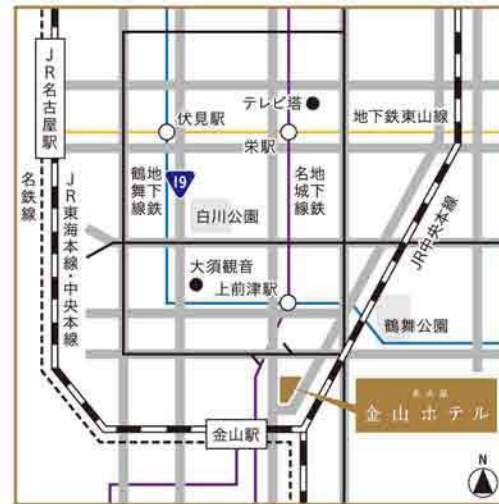 JR名古屋駅
名鉄線
JR東海本線・中央本線
テレビ塔
伏見駅
栄駅
地下鉄東山線
地下鉄
鶴舞線
19
白川公園
地下鉄
名城線
JR中央本線
大須観音
上前津駅
鶴舞公園
名古屋
金山ホテル
金山駅
N